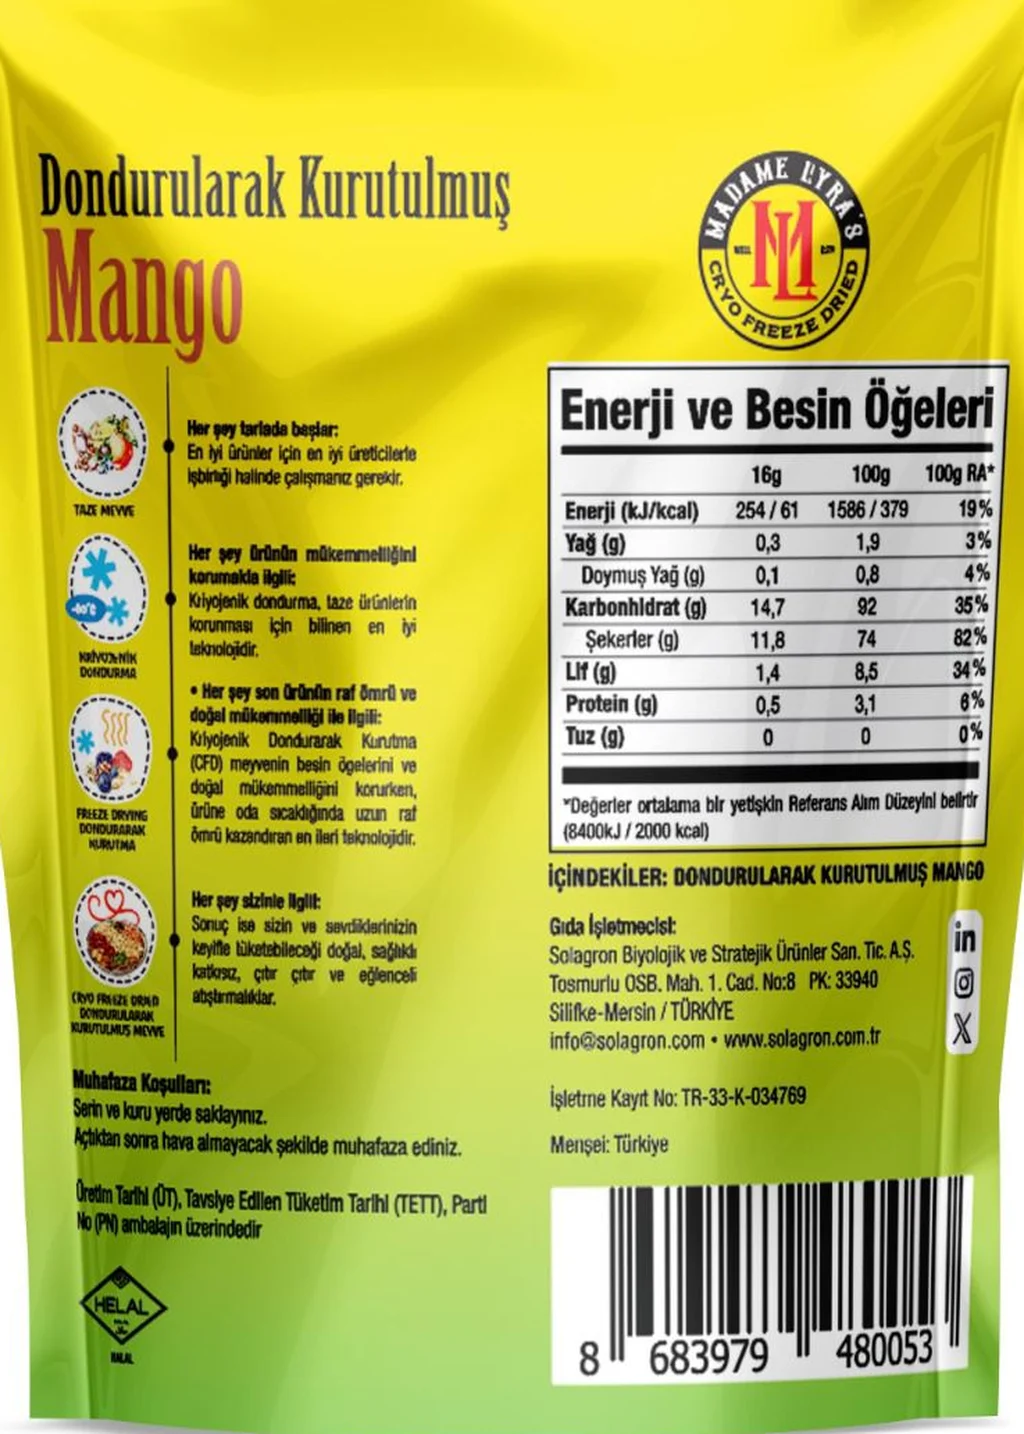 Dondurularak Kurutulmuş
Mango
MADAME LYRA'S
ML
CRYO FREEZE DRIED
TAZE MEYVE
Her şey tarlada başlar:
En iyi ürünler için en iyi üreticilerle
işbirliği halinde çalışmanız gerekir.
KRİYOJENİK
DONDURMA
Her şey ürünün mükemmelliğini
korumakla ilgili:
Kriyojenik dondurma, taze ürünlerin
korunması için bilinen en iyi
teknolojidir.
FREEZE DRYING
DONDURARAK
KURUTMA
• Her şey son ürünün raf ömrü ve
doğal mükemmelliği ile ilgili:
Kriyojenik Dondurarak Kurutma
(CFD) meyvenin besin ögelerini ve
doğal mükemmelliğini korurken,
ürüne oda sıcaklığında uzun raf
ömrü kazandıran en ileri teknolojidir.
CRYO FREEZE DRIED
DONDURULARAK
KURUTULMUŞ MEYVE
Her şey sizinle ilgili:
Sonuç ise sizin ve sevdiklerinizin
keyifle tüketebileceği doğal, sağlıklı
katkısız, çıtır çıtır ve eğlenceli
atıştırmalıklar.
Muhafaza Koşulları:
Serin ve kuru yerde saklayınız.
Açtıktan sonra hava almayacak şekilde muhafaza ediniz.
Üretim Tarihi (ÜT), Tavsiye Edilen Tüketim Tarihi (TETT), Parti
No (PN) ambalajın üzerindedir
HELAL
HALAL
Enerji ve Besin Öğeleri
16g 100g 100g RA*
Enerji (kJ/kcal) 254 / 61 1586 / 379 19%
Yağ (g) 0,3 1,9 3%
Doymuş Yağ (g) 0,1 0,8 4%
Karbonhidrat (g) 14,7 92 35%
Şekerler (g) 11,8 74 82%
Lif (g) 1,4 8,5 34%
Protein (g) 0,5 3,1 6%
Tuz (g) 0 0 0%
*Değerler ortalama bir yetişkin Referans Alım Düzeyini belirtir
(8400kJ / 2000 kcal)
İÇİNDEKİLER: DONDURULARAK KURUTULMUŞ MANGO
Gıda İşletmecisi:
Solagron Biyolojik ve Stratejik Ürünler San. Tic. A.Ş.
Tosmurlu OSB. Mah. 1. Cad. No:8 PK: 33940
Silifke-Mersin / TÜRKİYE
info@solagron.com • www.solagron.com.tr
in
X
İşletme Kayıt No: TR-33-K-034769
Menşei: Türkiye
8 683979 480053